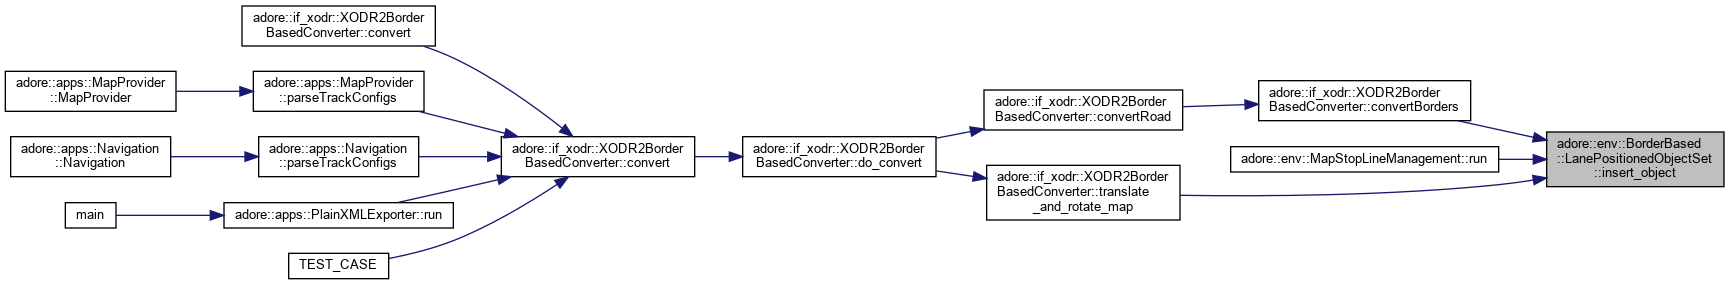 adore::if_xodr::XODR2Border
BasedConverter::convert
adore::apps::MapProvider
::MapProvider
adore::apps::MapProvider
::parseTrackConfigs
adore::apps::Navigation
::Navigation
adore::apps::Navigation
::parseTrackConfigs
main
adore::apps::PlainXMLExporter::run
TEST_CASE
adore::if_xodr::XODR2Border
BasedConverter::convert
adore::if_xodr::XODR2Border
BasedConverter::do_convert
adore::if_xodr::XODR2Border
BasedConverter::convertRoad
adore::if_xodr::XODR2Border
BasedConverter::translate
_and_rotate_map
adore::if_xodr::XODR2Border
BasedConverter::convertBorders
adore::env::MapStopLineManagement::run
adore::env::BorderBased
::LanePositionedObjectSet
::insert_object